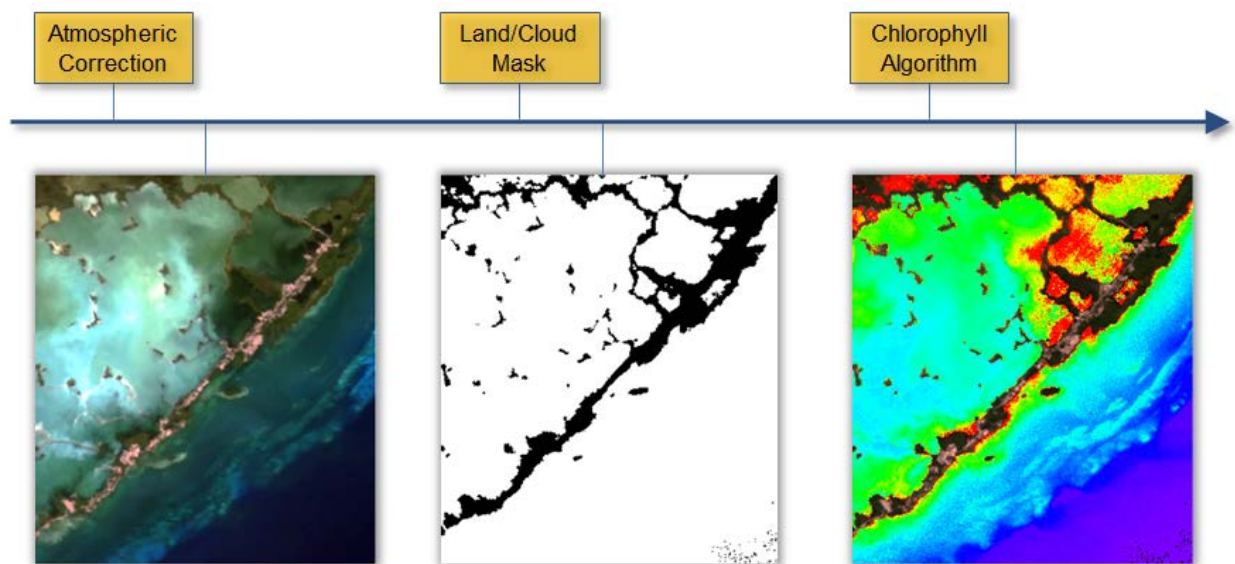 Atmospheric
Correction
Land/Cloud
Mask
Chlorophyll
Algorithm